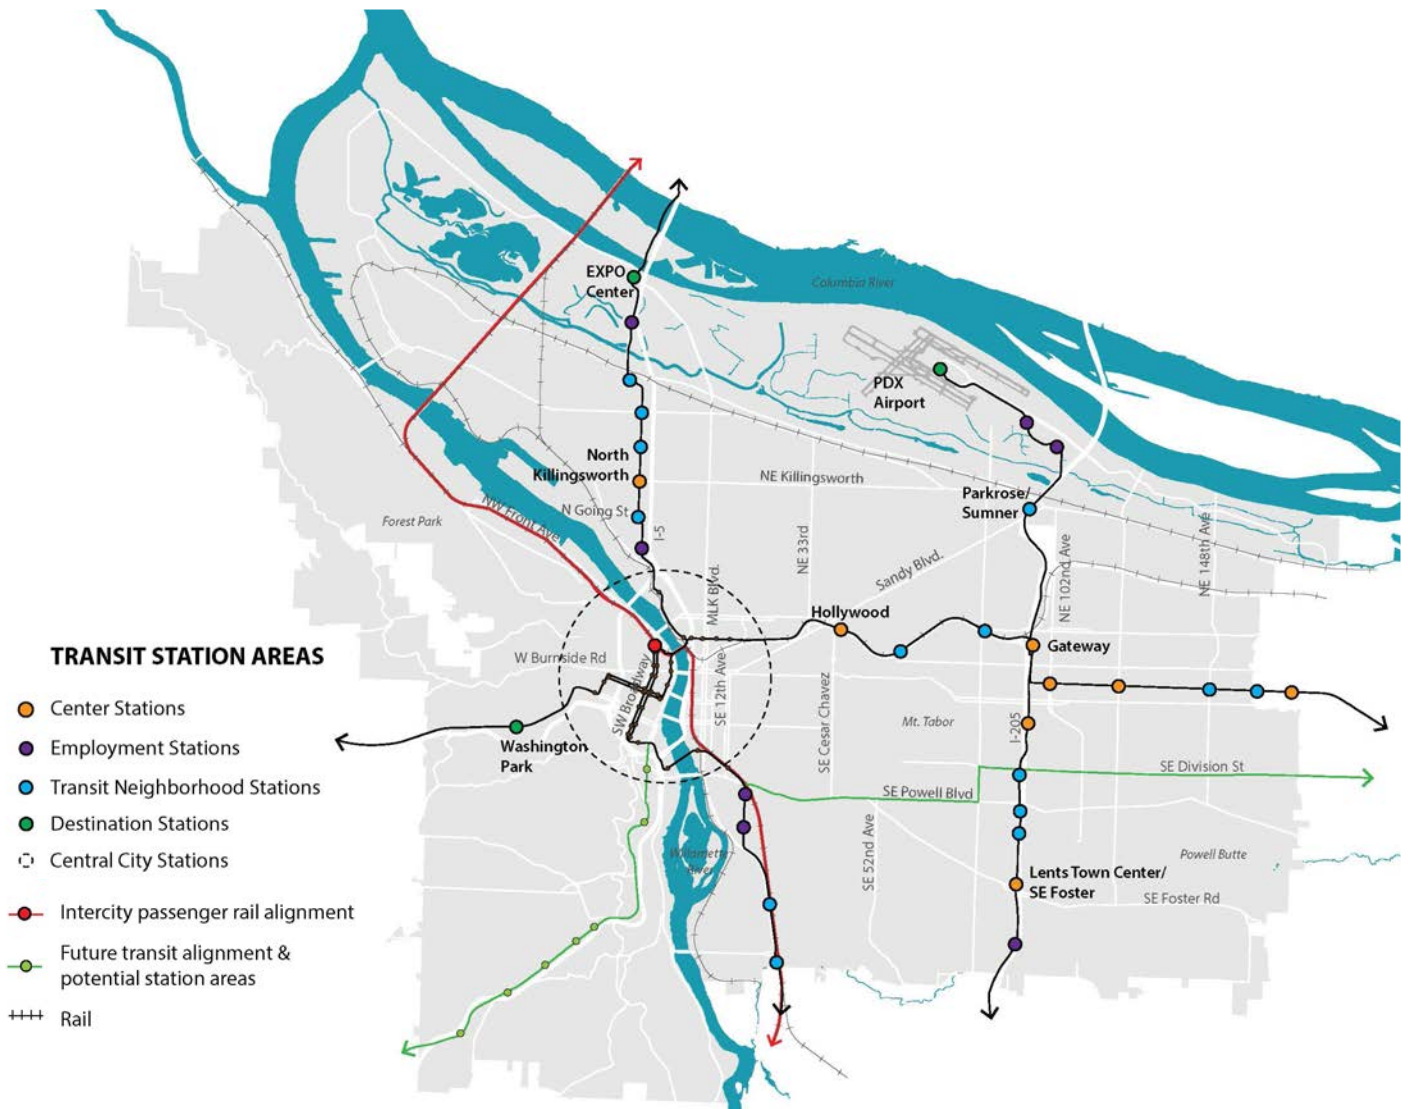 EXPO
Center
Columbia River
PDX
Airport
North
Killingsworth
NE Killingsworth
Parkrose/
Sumner
N Going St
NW Front Ave
Forest Park
I-5
NE 33rd
Sandy Blvd.
NE 102nd Ave
NE 148th Ave
MLK Blvd.
Hollywood
Gateway
W Burnside Rd
SW Broadway
SE 12th Ave
SE Cesar Chavez
Mt. Tabor
I-205
Washington
Park
SE Division St
SE Powell Blvd
SE 52nd Ave
Willamette
River
Powell Butte
Lents Town Center/
SE Foster
SE Foster Rd
TRANSIT STATION AREAS
Center Stations
Employment Stations
Transit Neighborhood Stations
Destination Stations
Central City Stations
Intercity passenger rail alignment
Future transit alignment &
potential station areas
Rail